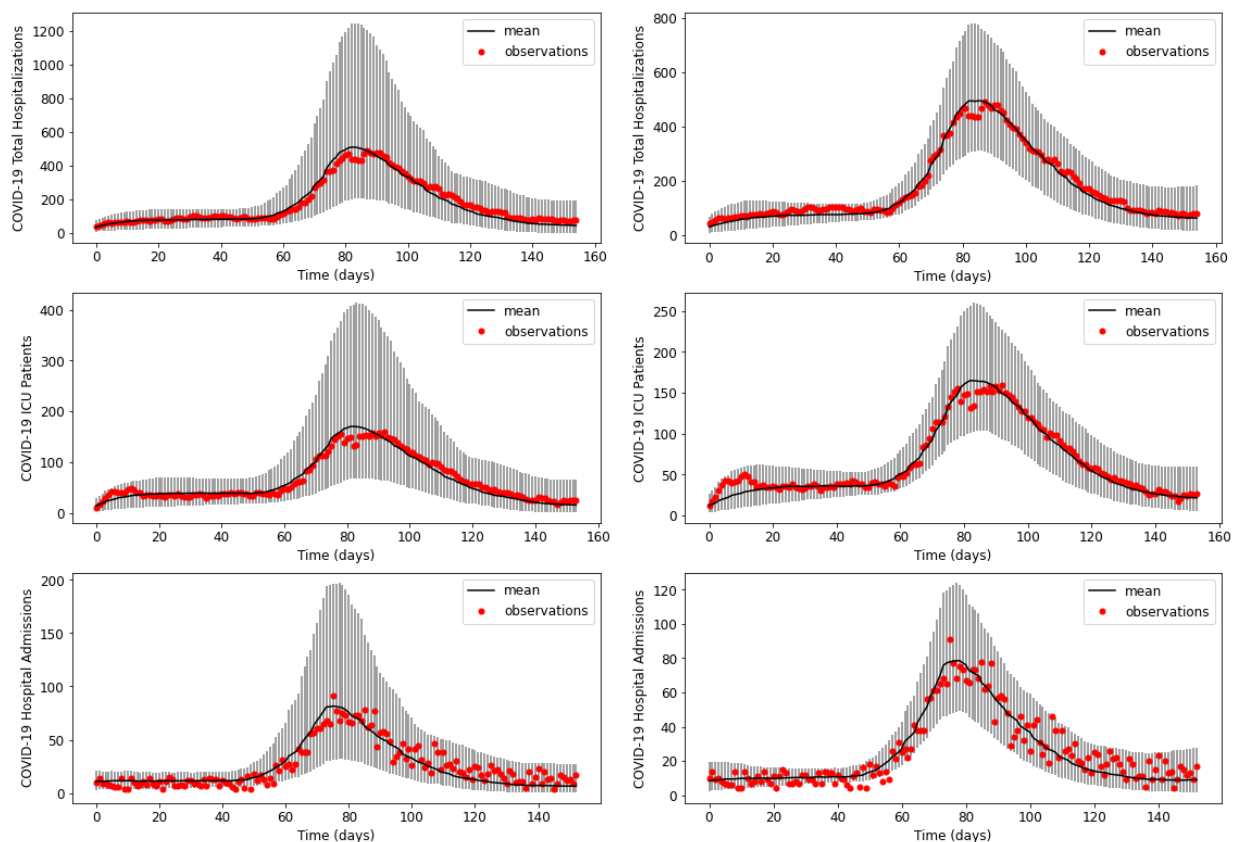 COVID-19 Total Hospitalizations
1200
1000
800
600
400
200
0
mean
observations
0 20 40 60 80 100 120 140 160
Time (days)
COVID-19 Total Hospitalizations
800
600
400
200
0
mean
observations
0 20 40 60 80 100 120 140 160
Time (days)
COVID-19 ICU Patients
400
300
200
100
0
mean
observations
0 20 40 60 80 100 120 140 160
Time (days)
COVID-19 ICU Patients
250
200
150
100
50
0
mean
observations
0 20 40 60 80 100 120 140 160
Time (days)
COVID-19 Hospital Admissions
200
150
100
50
0
mean
observations
0 20 40 60 80 100 120 140
Time (days)
COVID-19 Hospital Admissions
120
100
80
60
40
20
0
mean
observations
0 20 40 60 80 100 120 140
Time (days)